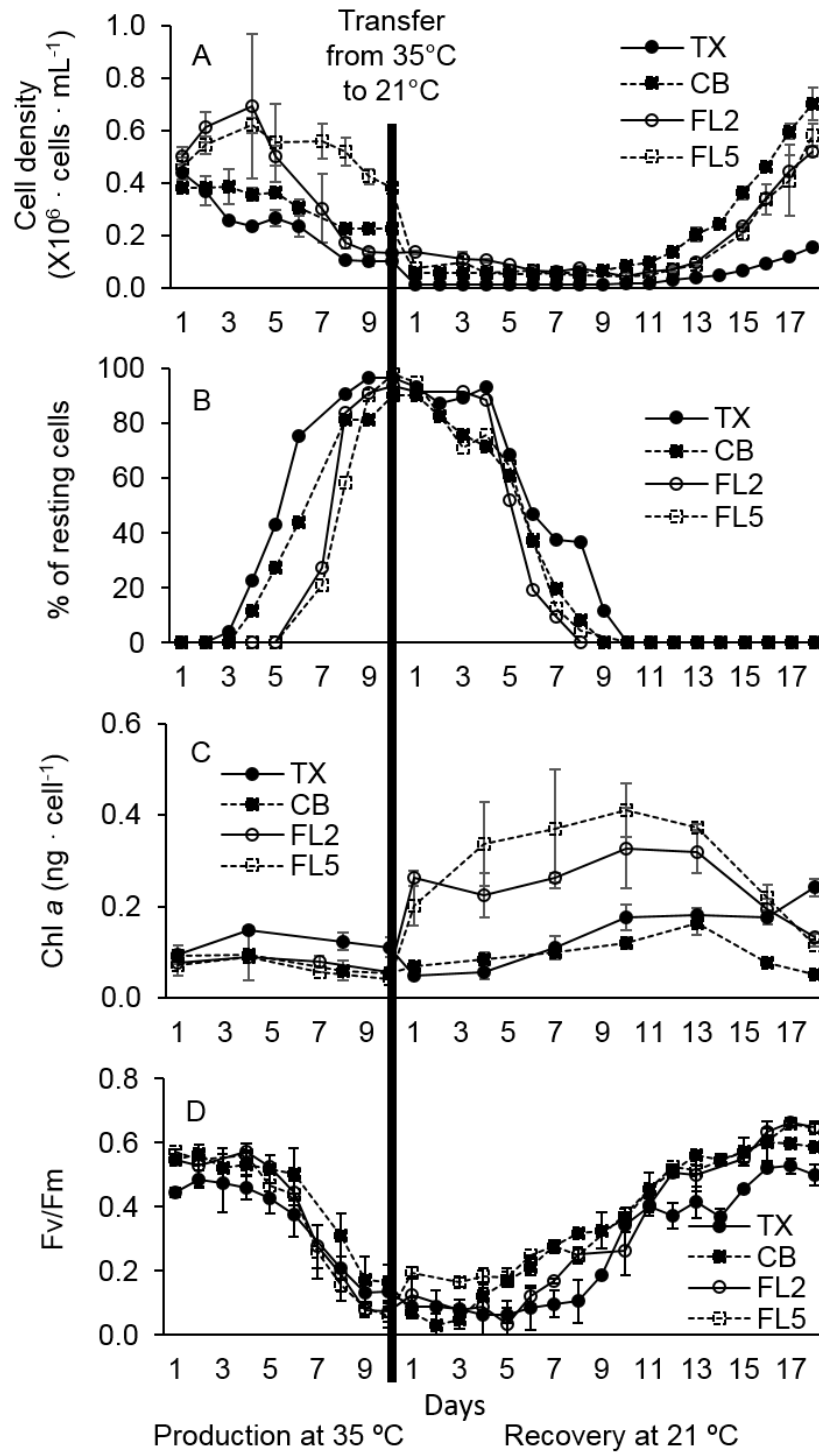 Transfer
from 35°C
to 21°C
A
TX
CB
FL2
FL5
Cell density
(X10⁶ · cells · mL⁻¹)
1.0
0.8
0.6
0.4
0.2
0.0
1 3 5 7 9 1 3 5 7 9 11 13 15 17
B
TX
CB
FL2
FL5
% of resting cells
100
80
60
40
20
0
1 3 5 7 9 1 3 5 7 9 11 13 15 17
C
TX
CB
FL2
FL5
Chl a (ng · cell⁻¹)
0.6
0.4
0.2
0.0
1 3 5 7 9 1 3 5 7 9 11 13 15 17
D
TX
CB
FL2
FL5
Fv/Fm
0.8
0.6
0.4
0.2
0.0
1 3 5 7 9 1 3 5 7 9 11 13 15 17
Days
Production at 35 ºC Recovery at 21 ºC